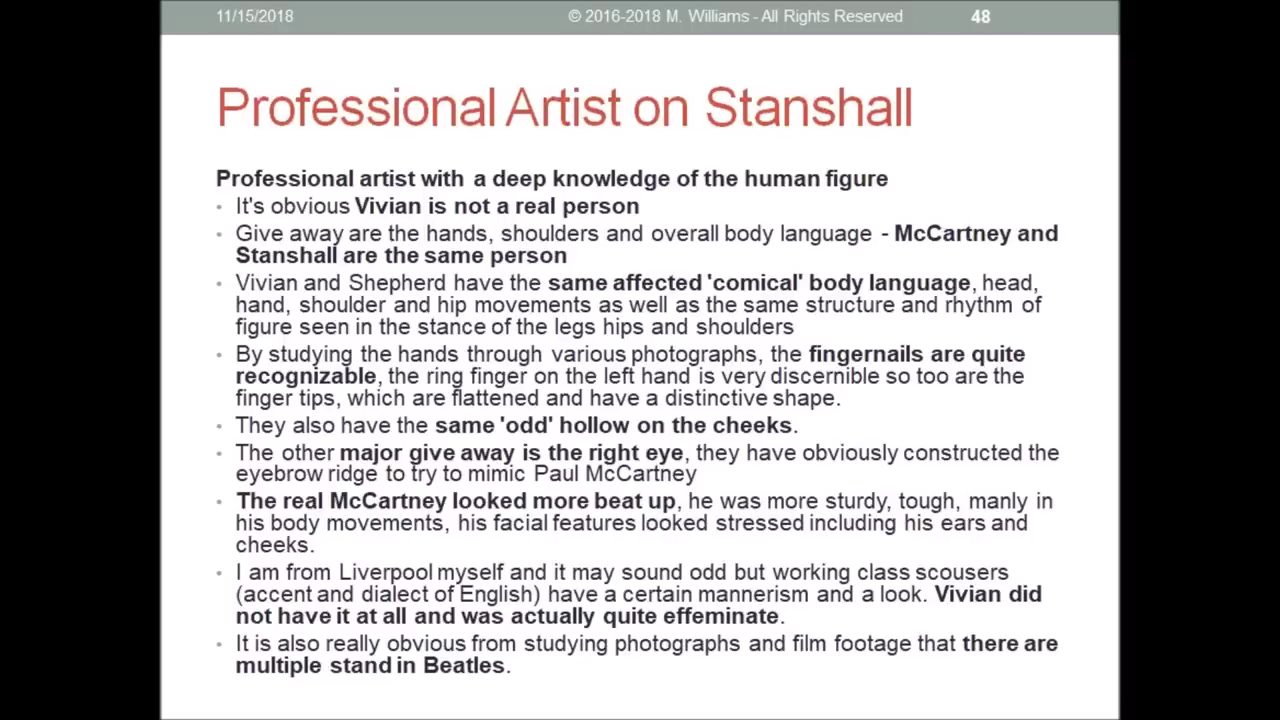 11/15/2018 © 2016-2018 M. Williams - All Rights Reserved 48
Professional Artist on Stanshall
Professional artist with a deep knowledge of the human figure
• It's obvious Vivian is not a real person
• Give away are the hands, shoulders and overall body language - McCartney and
Stanshall are the same person
• Vivian and Shepherd have the same affected 'comical' body language, head,
hand, shoulder and hip movements as well as the same structure and rhythm of
figure seen in the stance of the legs hips and shoulders
• By studying the hands through various photographs, the fingernails are quite
recognizable, the ring finger on the left hand is very discernible so too are the
finger tips, which are flattened and have a distinctive shape.
• They also have the same 'odd' hollow on the cheeks.
• The other major give away is the right eye, they have obviously constructed the
eyebrow ridge to try to mimic Paul McCartney
• The real McCartney looked more beat up, he was more sturdy, tough, manly in
his body movements, his facial features looked stressed including his ears and
cheeks.
• I am from Liverpool myself and it may sound odd but working class scousers
(accent and dialect of English) have a certain mannerism and a look. Vivian did
not have it at all and was actually quite effeminate.
• It is also really obvious from studying photographs and film footage that there are
multiple stand in Beatles.